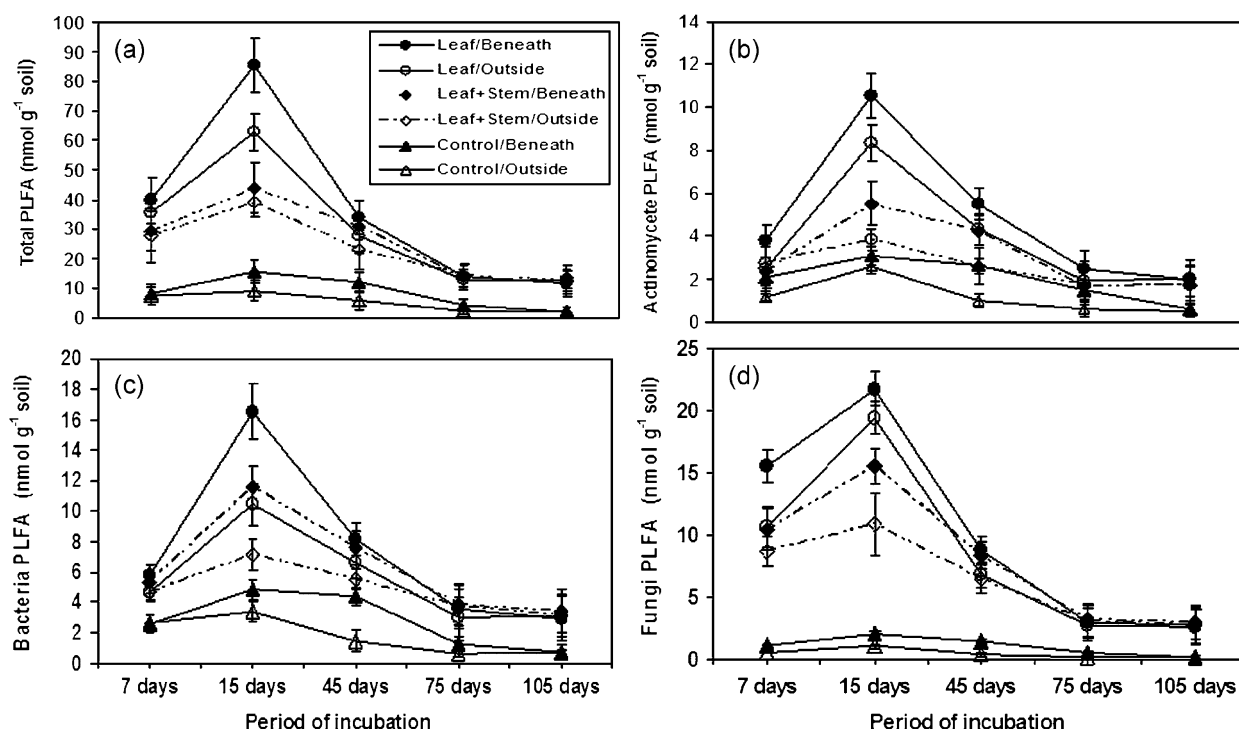 (a)
Total PLFA (nmol g⁻¹ soil)
100
90
80
70
60
50
40
30
20
10
0
Leaf/Beneath
Leaf/Outside
Leaf+Stem/Beneath
Leaf+Stem/Outside
Control/Beneath
Control/Outside
(b)
Actinomycete PLFA (nmol g⁻¹ soil)
14
12
10
8
6
4
2
0
(c)
Bacteria PLFA (nmol g⁻¹ soil)
20
18
16
14
12
10
8
6
4
2
0
7 days 15 days 45 days 75 days 105 days
Period of incubation
(d)
Fungi PLFA (nmol g⁻¹ soil)
25
20
15
10
5
0
7 days 15 days 45 days 75 days 105 days
Period of incubation